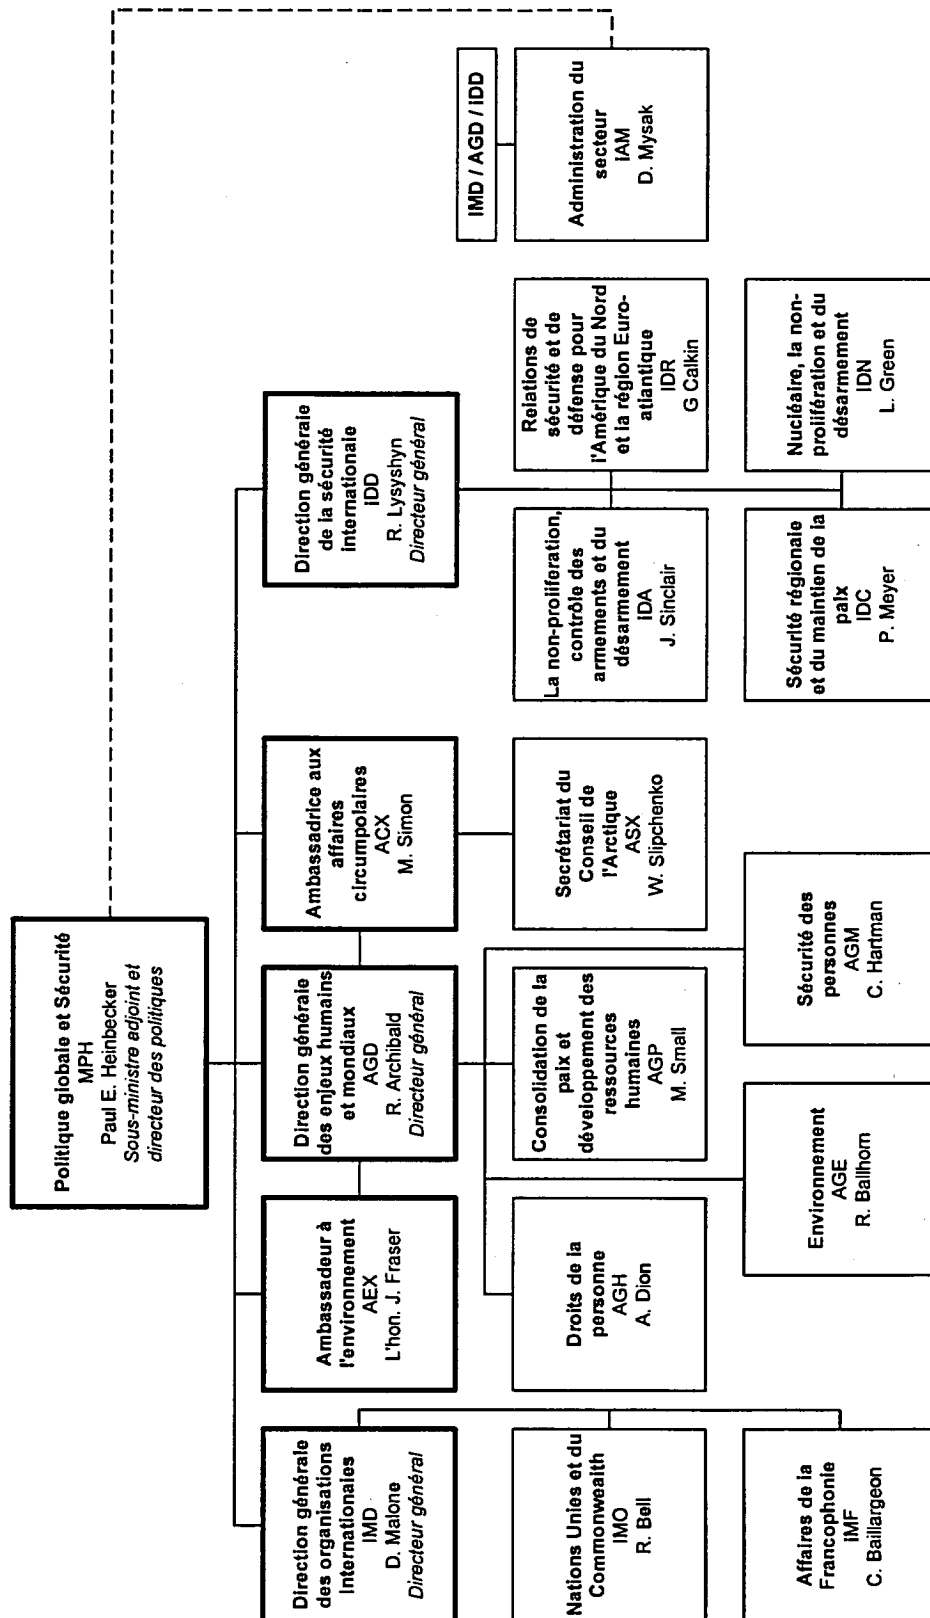 Politique globale et Sécurité
MPH
Paul E. Heinbecker
Sous-ministre adjoint et
directeur des politiques
Direction générale
des organisations
Internationales
IMD
D. Malone
Directeur général
Ambassadeur à
l'environnement
AEX
L'hon. J. Fraser
Direction générale
des enjeux humains
et mondiaux
AGD
R. Archibald
Directeur général
Ambassadrice aux
affaires
circumpolaires
ACX
M. Simon
Direction générale
de la sécurité
internationale
IDD
R. Lysyshyn
Directeur général
IMD / AGD / IDD
Administration du
secteur
IAM
D. Mysak
Nations Unies et du
Commonwealth
IMO
R. Bell
Droits de la
personne
AGH
A. Dion
Consolidation de la
paix et
développement des
ressources
humaines
AGP
M. Small
Secrétariat du
Conseil de
l'Arctique
ASX
W. Slipchenko
La non-proliferation,
contrôle des
armements et du
désarmement
IDA
J. Sinclair
Relations de
sécurité et de
défense pour
l'Amérique du Nord
et la région Euro-
atlantique
IDR
G Calkin
Affaires de la
Francophonie
IMF
C. Baillargeon
Environnement
AGE
R. Ballhorn
Sécurité des
personnes
AGM
C. Hartman
Sécurité régionale
et du maintien de la
paix
IDC
P. Meyer
Nucléaire, la non-
prolifération et du
désarmement
IDN
L. Green